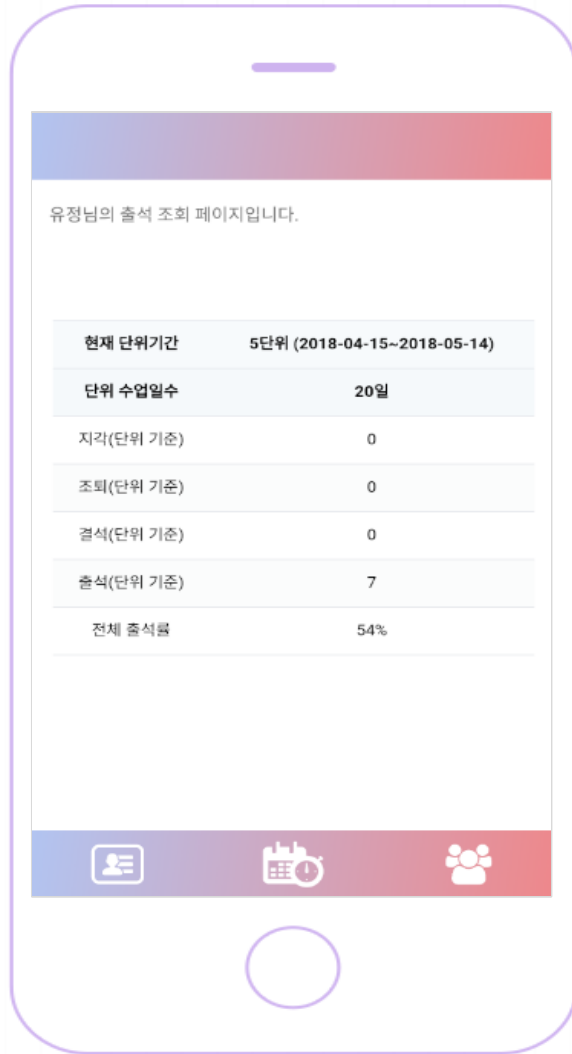 유정님의 출석 조회 페이지입니다.
현재 단위기간 5단위 (2018-04-15~2018-05-14)
단위 수업일수 20일
지각(단위 기준) 0
조퇴(단위 기준) 0
결석(단위 기준) 0
출석(단위 기준) 7
전체 출석률 54%